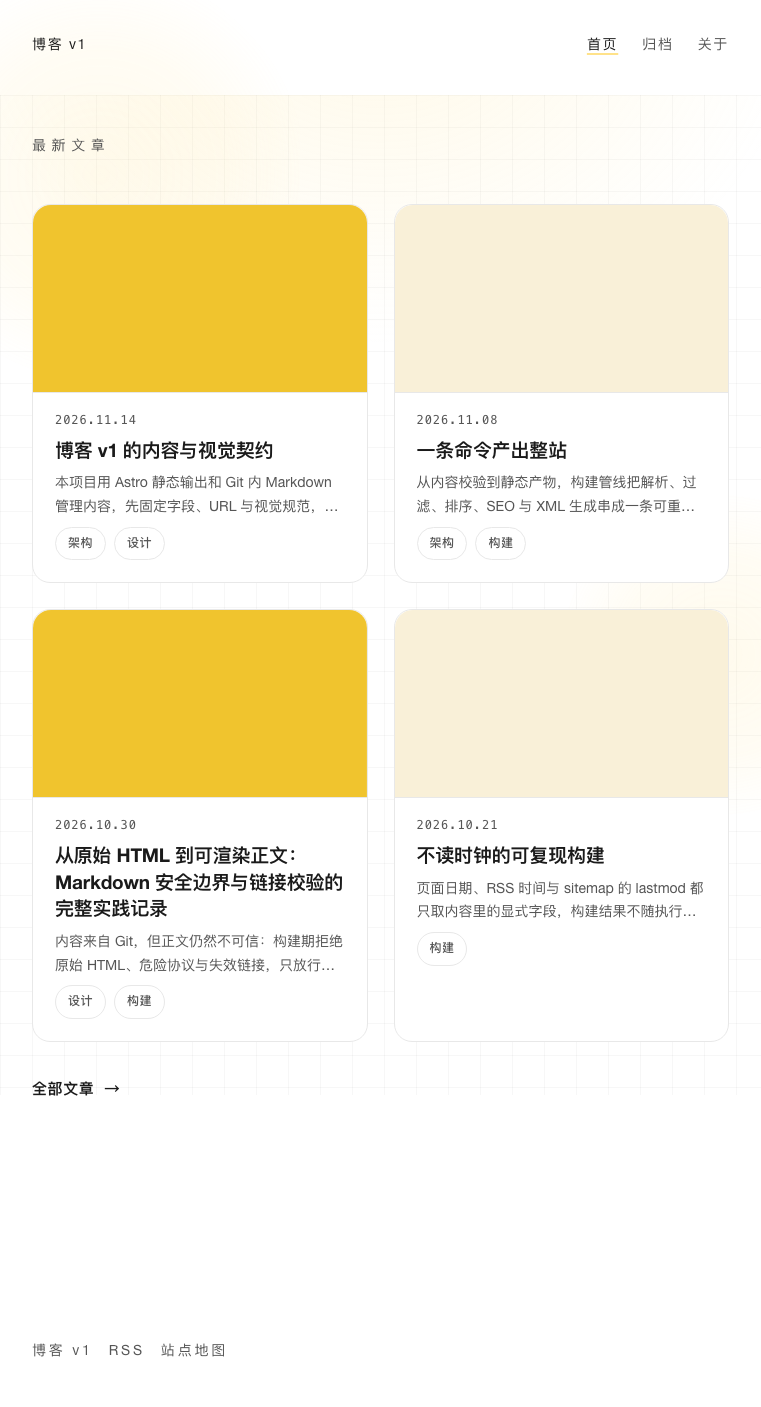 博客 v1
首页 归档 关于
最新文章
2026.11.14
博客 v1 的内容与视觉契约
本项目用 Astro 静态输出和 Git 内 Markdown
管理内容，先固定字段、URL 与视觉规范，…
架构 设计
2026.11.08
一条命令产出整站
从内容校验到静态产物，构建管线把解析、过
滤、排序、SEO 与 XML 生成串成一条可重…
架构 构建
2026.10.30
从原始 HTML 到可渲染正文：
Markdown 安全边界与链接校验的
完整实践记录
内容来自 Git，但正文仍然不可信：构建期拒绝
原始 HTML、危险协议与失效链接，只放行…
设计 构建
2026.10.21
不读时钟的可复现构建
页面日期、RSS 时间与 sitemap 的 lastmod 都
只取内容里的显式字段，构建结果不随执行…
构建
全部文章 →
博客 v1 RSS 站点地图